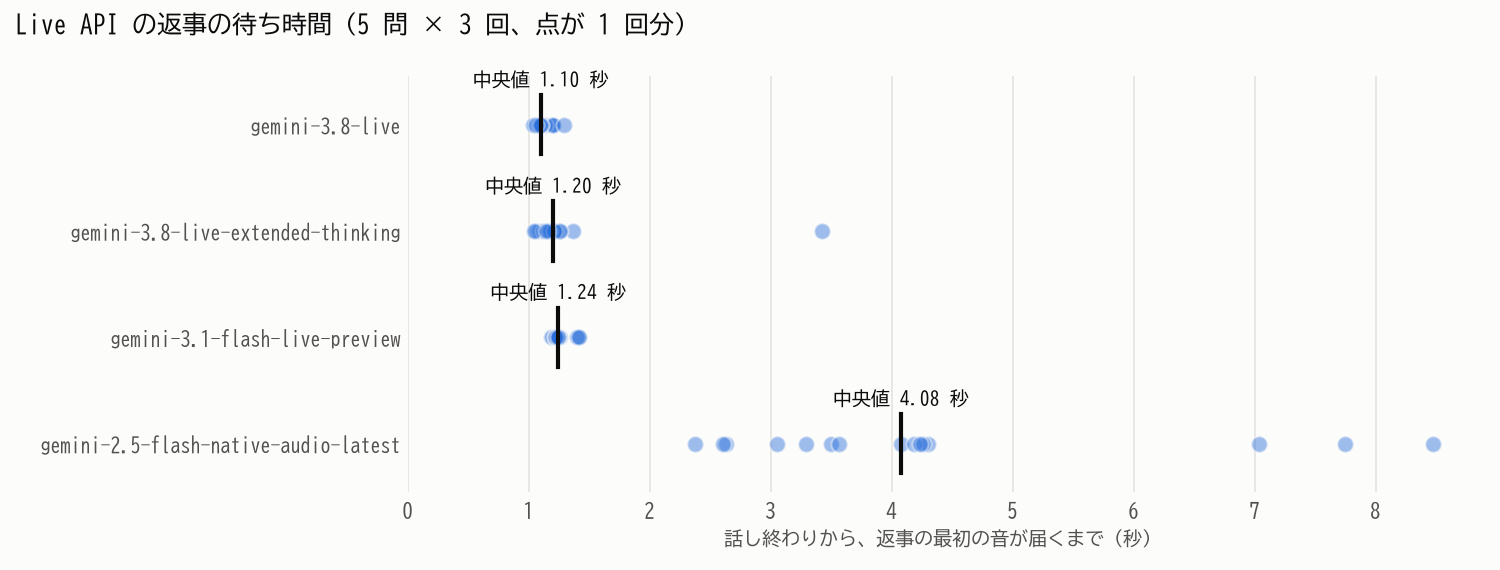 Live API の返事の待ち時間（5 問 × 3 回、点が 1 回分）
中央値 1.10 秒
gemini-3.8-live
中央値 1.20 秒
gemini-3.8-live-extended-thinking
中央値 1.24 秒
gemini-3.1-flash-live-preview
中央値 4.08 秒
gemini-2.5-flash-native-audio-latest
0 1 2 3 4 5 6 7 8
話し終わりから、返事の最初の音が届くまで（秒）